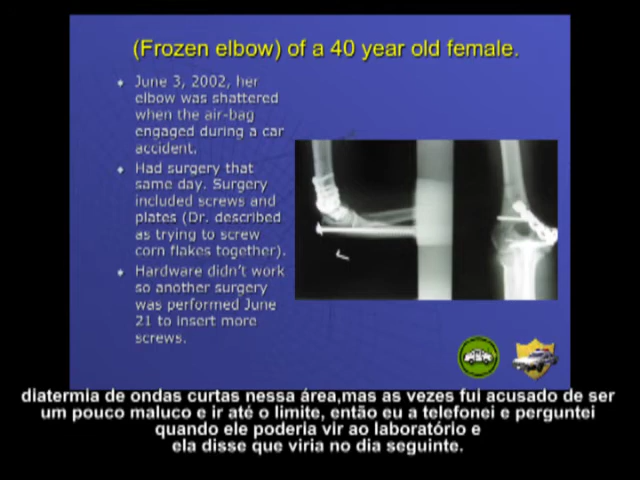 (Frozen elbow) of a 40 year old female.
June 3, 2002, her
elbow was shattered
when the air-bag
engaged during a car
accident.
Had surgery that
same day. Surgery
included screws and
plates (Dr. described
as trying to screw
corn flakes together).
Hardware didn't work
so another surgery
was performed June
21 to insert more
screws.
diatermia de ondas curtas nessa área,mas as vezes fui acusado de ser
um pouco maluco e ir até o limite, então eu a telefonei e perguntei
quando ele poderia vir ao laboratório e
ela disse que viria no dia seguinte.